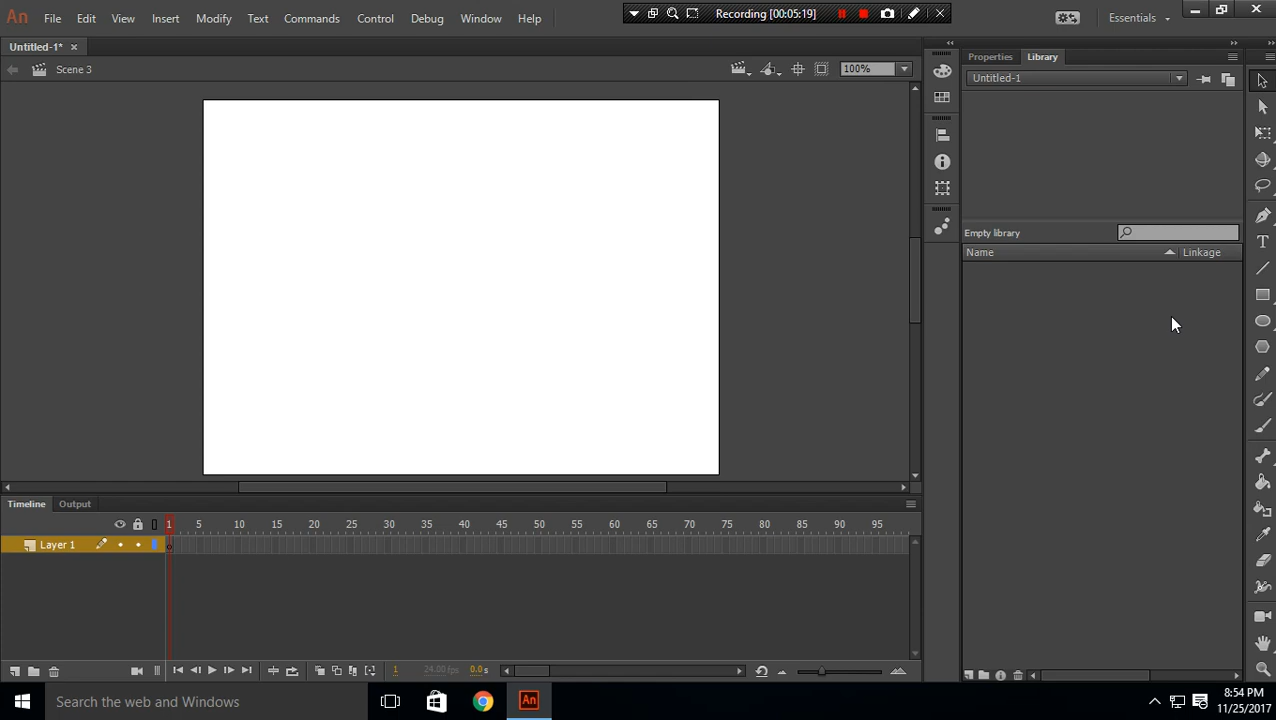 An File Edit View Insert Modify Text Commands Control Debug Window Help Recording [00:05:19] Essentials
Untitled-1* ×
Scene 3 100%
Properties Library
Untitled-1
Empty library
Name Linkage
Timeline Output
1 5 10 15 20 25 30 35 40 45 50 55 60 65 70 75 80 85 90 95
Layer 1
1 24.00 fps 0.0 s
Search the web and Windows An
8:54 PM
11/25/2017